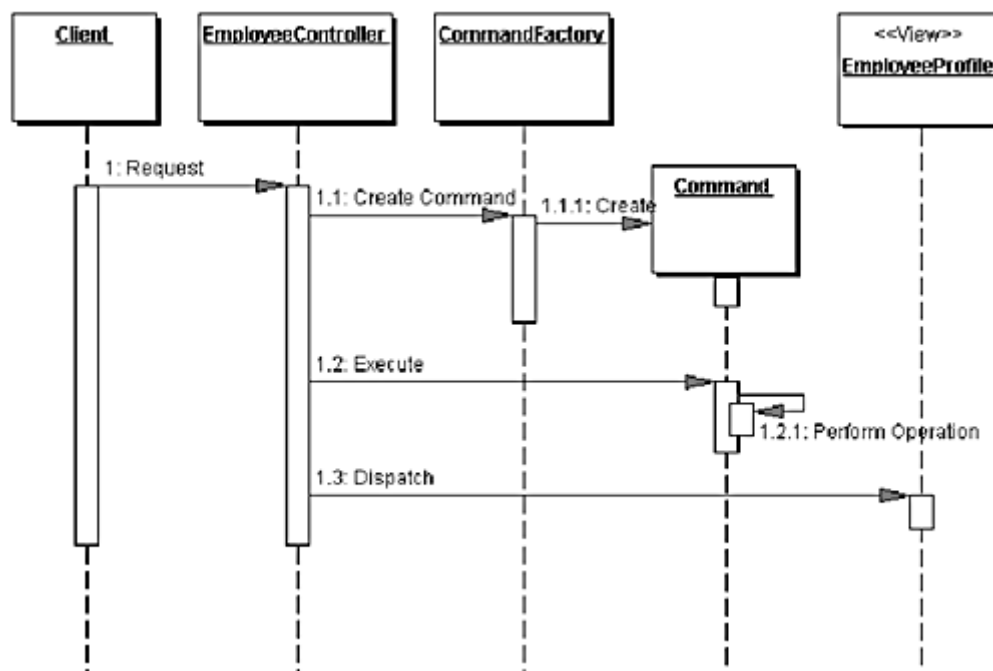 Client
EmployeeController
CommandFactory
<<View>>
EmployeeProfile
1: Request
1.1: Create Command
1.1.1: Create
Command
1.2: Execute
1.2.1: Perform Operation
1.3: Dispatch